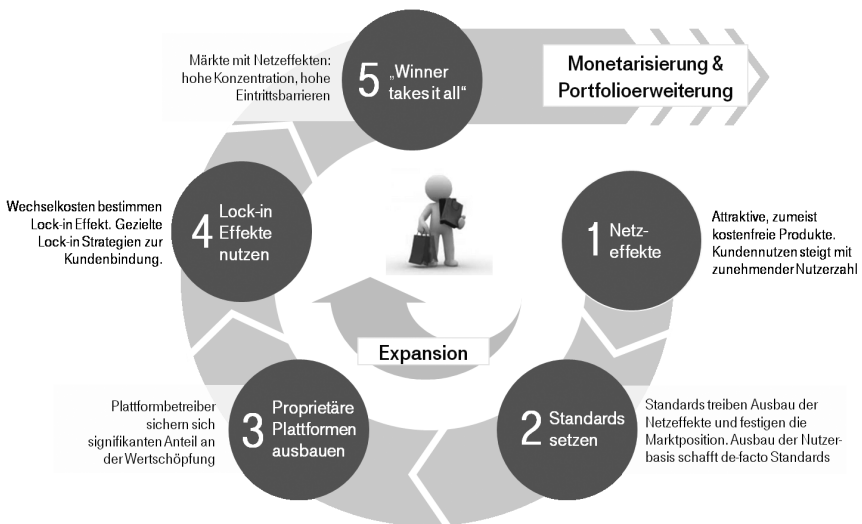 Märkte mit Netzeffekten:
hohe Konzentration, hohe
Eintrittsbarrieren
5 „Winner
takes it all“
Monetarisierung &
Portfolioerweiterung
Wechselkosten bestimmen
Lock-in Effekt. Gezielte
Lock-in Strategien zur
Kundenbindung.
4 Lock-in
Effekte
nutzen
1 Netz-
effekte
Attraktive, zumeist
kostenfreie Produkte.
Kundennutzen steigt mit
zunehmender Nutzerzahl
Expansion
Plattformbetreiber
sichern sich
signifikanten Anteil an
der Wertschöpfung
3 Proprietäre
Plattformen
ausbauen
2 Standards
setzen
Standards treiben Ausbau der
Netzeffekte und festigen die
Marktposition. Ausbau der Nutzer-
basis schafft de-facto Standards